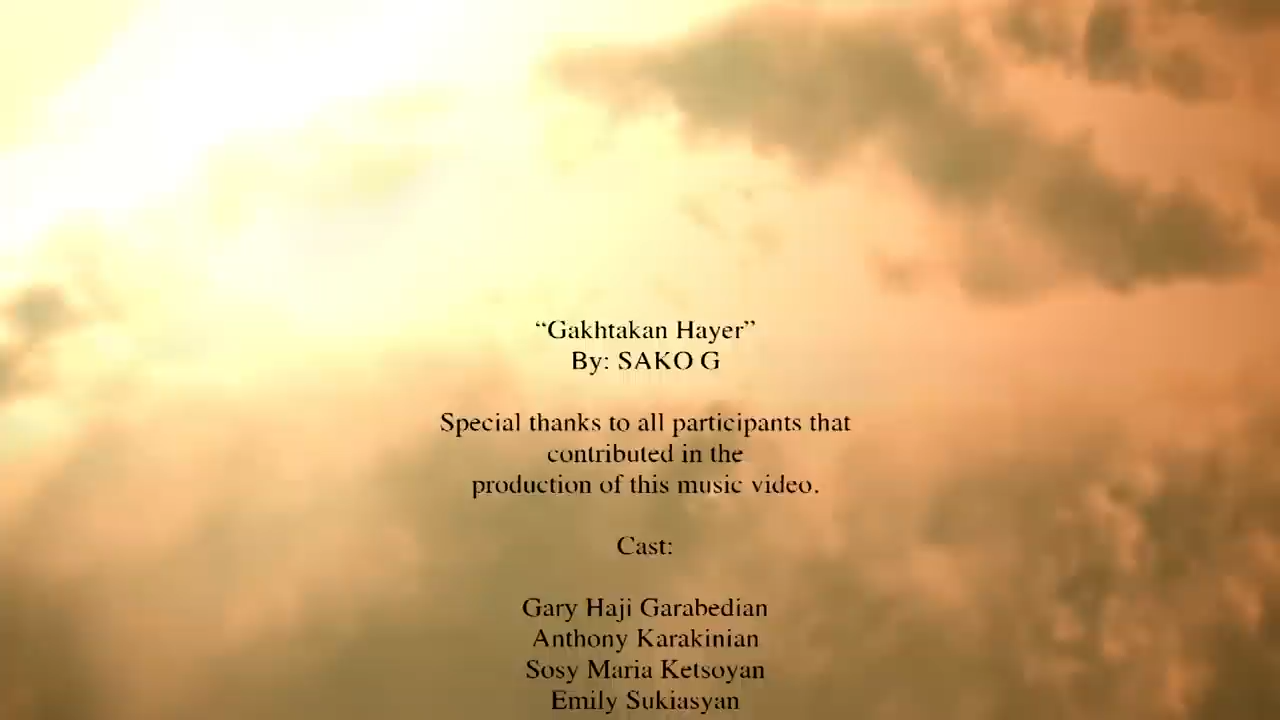 “Gakhtakan Hayer”
By: SAKO G
Special thanks to all participants that
contributed in the
production of this music video.
Cast:
Gary Haji Garabedian
Anthony Karakinian
Sosy Maria Ketsoyan
Emily Sukiasyan